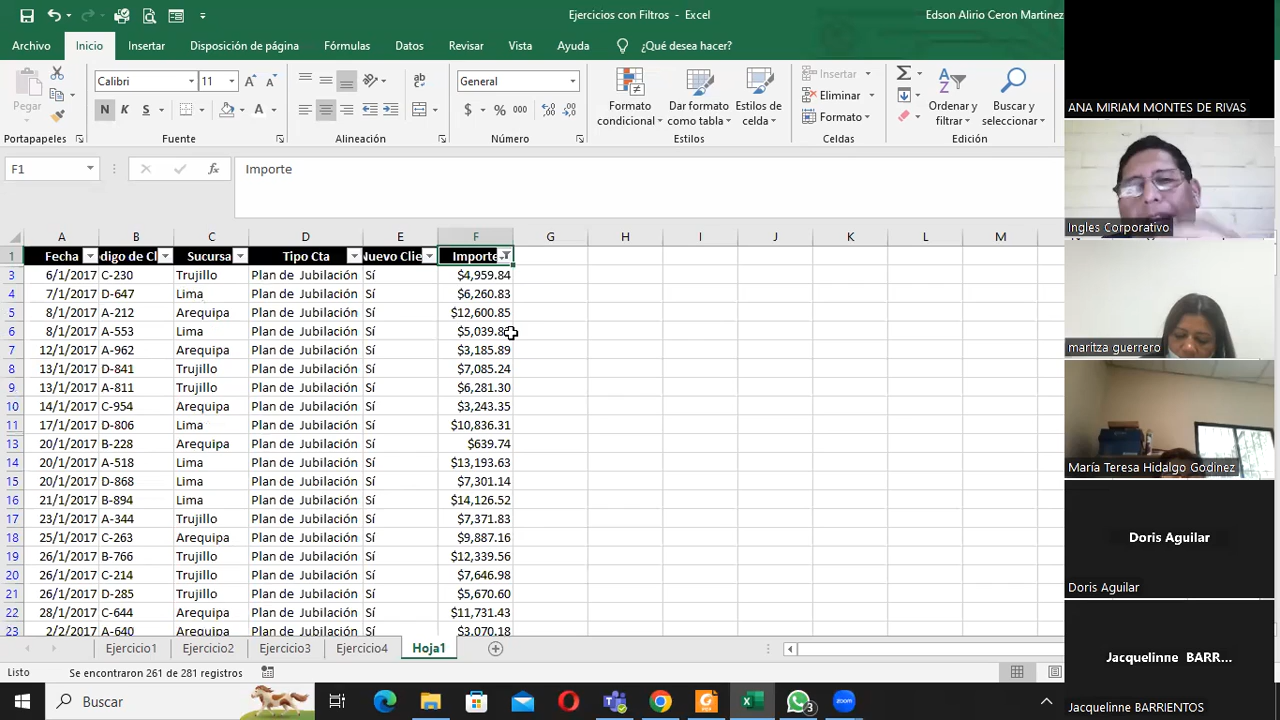 Ejercicios con Filtros - Excel
Edson Alirio Ceron Martinez
Archivo Inicio Insertar Disposición de página Fórmulas Datos Revisar Vista Ayuda ¿Qué desea hacer?
Calibri 11 General Insertar
Pegar N K S $ % 000 Formato condicional Dar formato como tabla Estilos de celda Eliminar Ordenar y filtrar Buscar y seleccionar
Formato
Portapapeles Fuente Alineación Número Estilos Celdas Edición
F1 fx Importe
A B C D E F G H I J K L M
1 Fecha digo de Cl Sucursa Tipo Cta Nuevo Clie Importe
3 6/1/2017 C-230 Trujillo Plan de Jubilación Sí $4,959.84
4 7/1/2017 D-647 Lima Plan de Jubilación Sí $6,260.83
5 8/1/2017 A-212 Arequipa Plan de Jubilación Sí $12,600.85
6 8/1/2017 A-553 Lima Plan de Jubilación Sí
7 12/1/2017 A-962 Arequipa Plan de Jubilación Sí $3,185.89
8 13/1/2017 D-841 Trujillo Plan de Jubilación Sí $7,085.24
9 13/1/2017 A-811 Trujillo Plan de Jubilación Sí $6,281.30
10 14/1/2017 C-954 Arequipa Plan de Jubilación Sí $3,243.35
11 17/1/2017 D-806 Lima Plan de Jubilación Sí $10,836.31
13 20/1/2017 B-228 Arequipa Plan de Jubilación Sí $639.74
14 20/1/2017 A-518 Lima Plan de Jubilación Sí $13,193.63
15 20/1/2017 D-868 Lima Plan de Jubilación Sí $7,301.14
16 21/1/2017 B-894 Lima Plan de Jubilación Sí $14,126.52
17 23/1/2017 A-344 Trujillo Plan de Jubilación Sí $7,371.83
18 25/1/2017 C-263 Arequipa Plan de Jubilación Sí $9,887.16
19 26/1/2017 B-766 Trujillo Plan de Jubilación Sí $12,339.56
20 26/1/2017 C-214 Trujillo Plan de Jubilación Sí $7,646.98
21 26/1/2017 D-285 Trujillo Plan de Jubilación Sí $5,670.60
22 28/1/2017 C-644 Arequipa Plan de Jubilación Sí $11,731.43
23 2/2/2017 A-640 Arequipa Plan de Jubilación Sí $3,070.18
Ejercicio1 Ejercicio2 Ejercicio3 Ejercicio4 Hoja1
Listo Se encontraron 261 de 281 registros
Buscar 3 zoom
ANA MIRIAM MONTES DE RIVAS
Ingles Corporativo
maritza guerrero
María Teresa Hidalgo Godinez
Doris Aguilar
Doris Aguilar
Jacquelinne BARR...
Jacquelinne BARRIENTOS